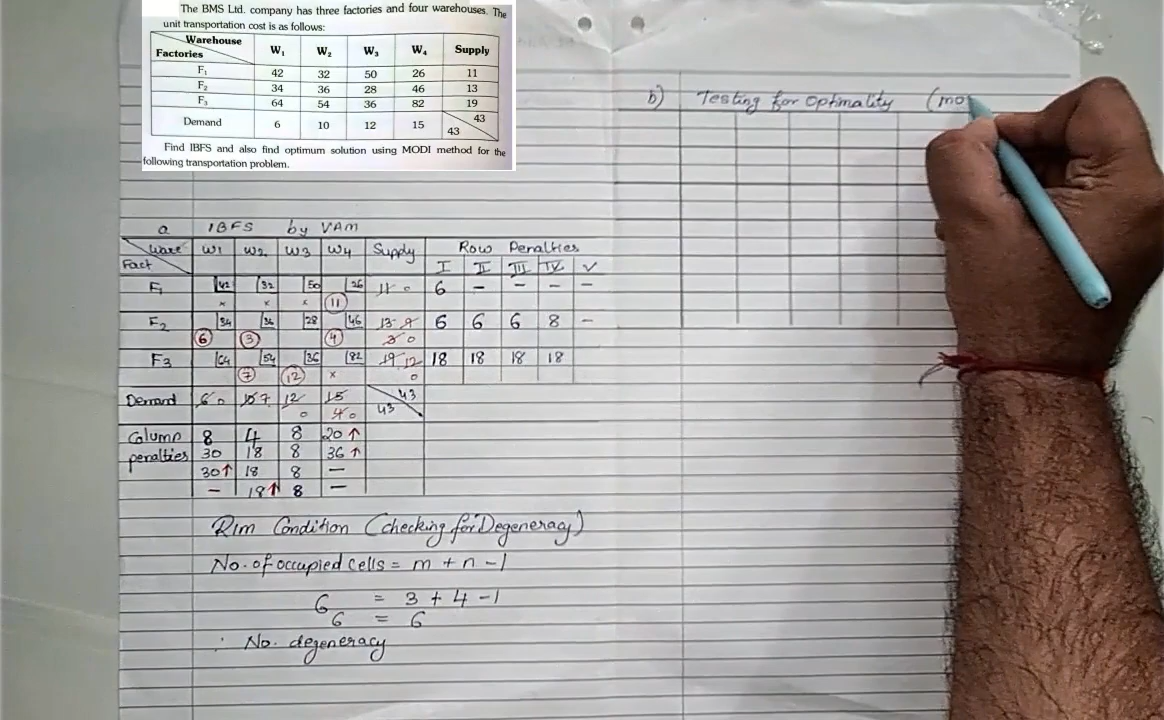 The BMS Ltd. company has three factories and four warehouses. The
unit transportation cost is as follows:
Warehouse
Factories W₁ W₂ W₃ W₄ Supply
F₁ 42 32 50 26 11
F₂ 34 36 28 46 13
F₃ 64 54 36 82 19
Demand 6 10 12 15 43 43
Find IBFS and also find optimum solution using MODI method for the
following transportation problem.
b) Testing for Optimality (mo
a IBFS by VAM
Ware W1 W2 W3 W4 Supply Row Penalties
Fact I II III IV V
F1 42 32 50 26 11 0 6 - - - -
x x x 11
F2 34 36 28 46 13 9 6 6 6 8 -
6 3 4 3 0
F3 64 54 36 82 19 12 18 18 18 18
7 12 x 0
Demand 6 0 10 7 12 15 43
0 4 0 43
Column 8 4 8 20 ↑
penalties 30 18 8 36 ↑
30↑ 18 8 —
— 18↑ 8 —
Rim Condition (checking for Degeneracy)
No. of occupied cells = m + n - 1
6 = 3 + 4 - 1
6 = 6
∴ No. degeneracy